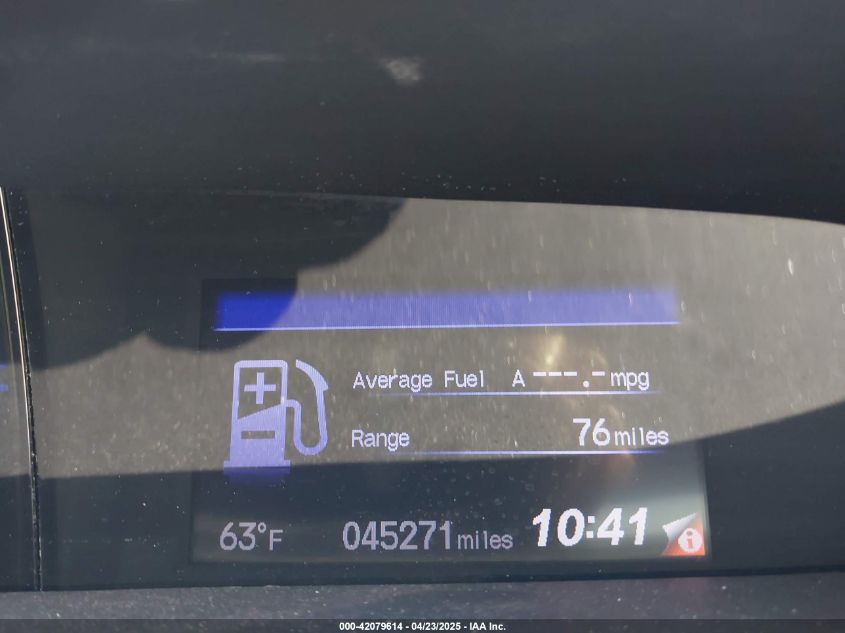 Average Fuel A ---.- mpg
Range 76 miles
63°F 045271 miles 10:41 i
000-42079614 - 04/23/2025 - IAA Inc.